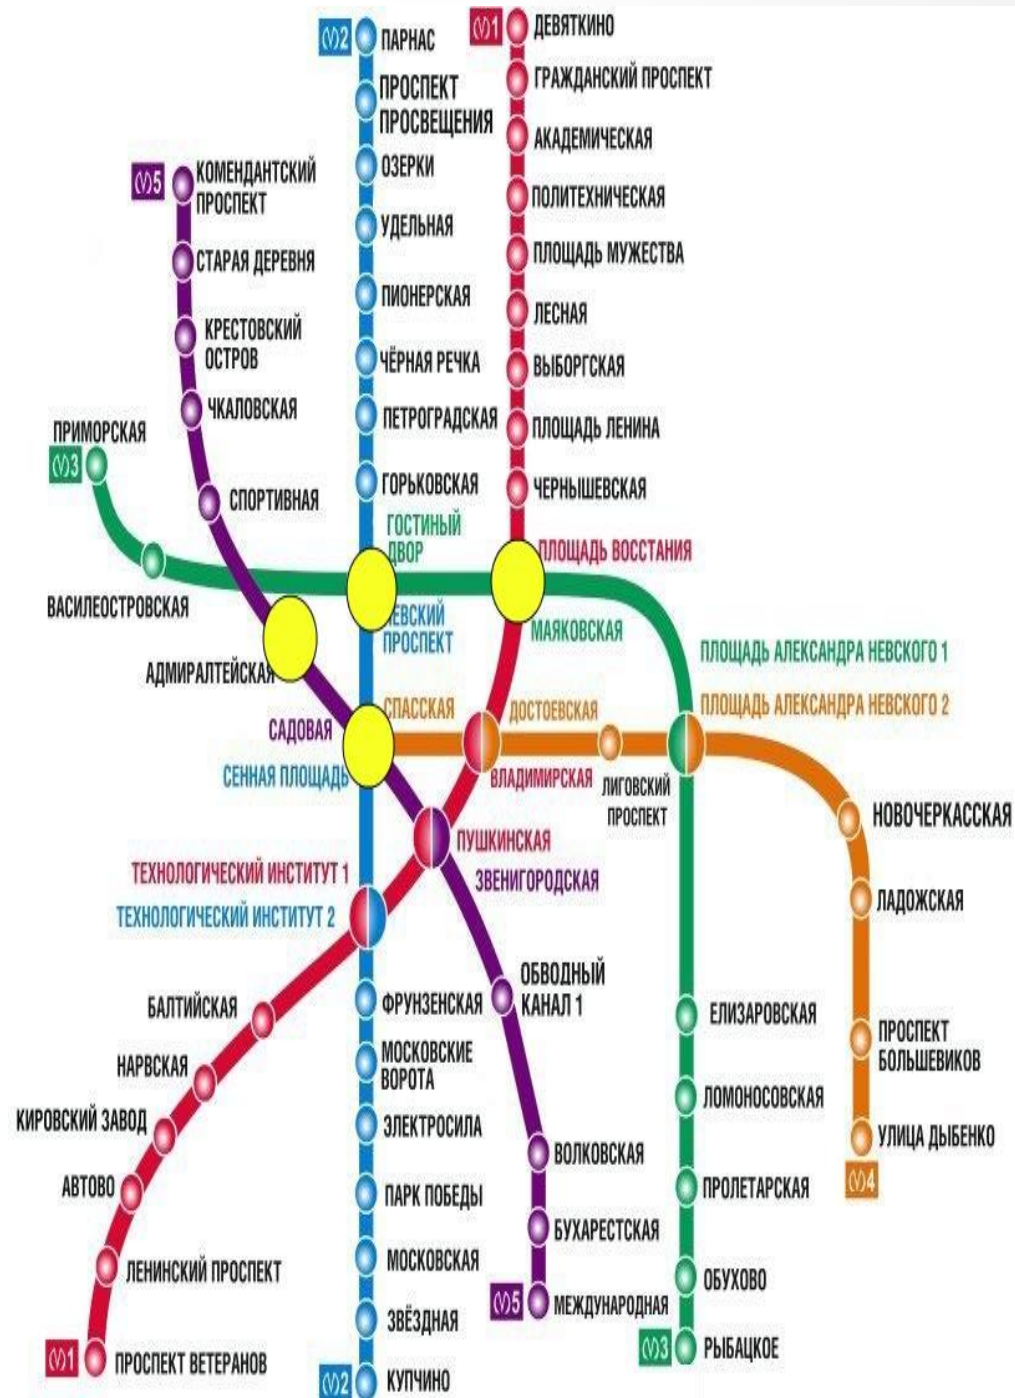 2
ПАРНАС
ПРОСПЕКТ
ПРОСВЕЩЕНИЯ
ОЗЕРКИ
УДЕЛЬНАЯ
ПИОНЕРСКАЯ
ЧЁРНАЯ РЕЧКА
ПЕТРОГРАДСКАЯ
ГОРЬКОВСКАЯ
ГОСТИНЫЙ
ДВОР
ЕВСКИЙ
ПРОСПЕКТ
1
ДЕВЯТКИНО
ГРАЖДАНСКИЙ ПРОСПЕКТ
АКАДЕМИЧЕСКАЯ
ПОЛИТЕХНИЧЕСКАЯ
ПЛОЩАДЬ МУЖЕСТВА
ЛЕСНАЯ
ВЫБОРГСКАЯ
ПЛОЩАДЬ ЛЕНИНА
ЧЕРНЫШЕВСКАЯ
ПЛОЩАДЬ ВОССТАНИЯ
МАЯКОВСКАЯ
5
КОМЕНДАНТСКИЙ
ПРОСПЕКТ
СТАРАЯ ДЕРЕВНЯ
КРЕСТОВСКИЙ
ОСТРОВ
ЧКАЛОВСКАЯ
СПОРТИВНАЯ
ПРИМОРСКАЯ
3
ВАСИЛЕОСТРОВСКАЯ
АДМИРАЛТЕЙСКАЯ
САДОВАЯ
СЕННАЯ ПЛОЩАДЬ
СПАССКАЯ
ДОСТОЕВСКАЯ
ВЛАДИМИРСКАЯ
ЛИГОВСКИЙ
ПРОСПЕКТ
ПЛОЩАДЬ АЛЕКСАНДРА НЕВСКОГО 1
ПЛОЩАДЬ АЛЕКСАНДРА НЕВСКОГО 2
НОВОЧЕРКАССКАЯ
ЛАДОЖСКАЯ
ПРОСПЕКТ
БОЛЬШЕВИКОВ
УЛИЦА ДЫБЕНКО
4
ПУШКИНСКАЯ
ЗВЕНИГОРОДСКАЯ
ТЕХНОЛОГИЧЕСКИЙ ИНСТИТУТ 1
ТЕХНОЛОГИЧЕСКИЙ ИНСТИТУТ 2
БАЛТИЙСКАЯ
НАРВСКАЯ
КИРОВСКИЙ ЗАВОД
АВТОВО
ЛЕНИНСКИЙ ПРОСПЕКТ
1
ПРОСПЕКТ ВЕТЕРАНОВ
ФРУНЗЕНСКАЯ
МОСКОВСКИЕ
ВОРОТА
ЭЛЕКТРОСИЛА
ПАРК ПОБЕДЫ
МОСКОВСКАЯ
ЗВЁЗДНАЯ
2
КУПЧИНО
ОБВОДНЫЙ
КАНАЛ 1
ВОЛКОВСКАЯ
БУХАРЕСТСКАЯ
5
МЕЖДУНАРОДНАЯ
ЕЛИЗАРОВСКАЯ
ЛОМОНОСОВСКАЯ
ПРОЛЕТАРСКАЯ
ОБУХОВО
3
РЫБАЦКОЕ